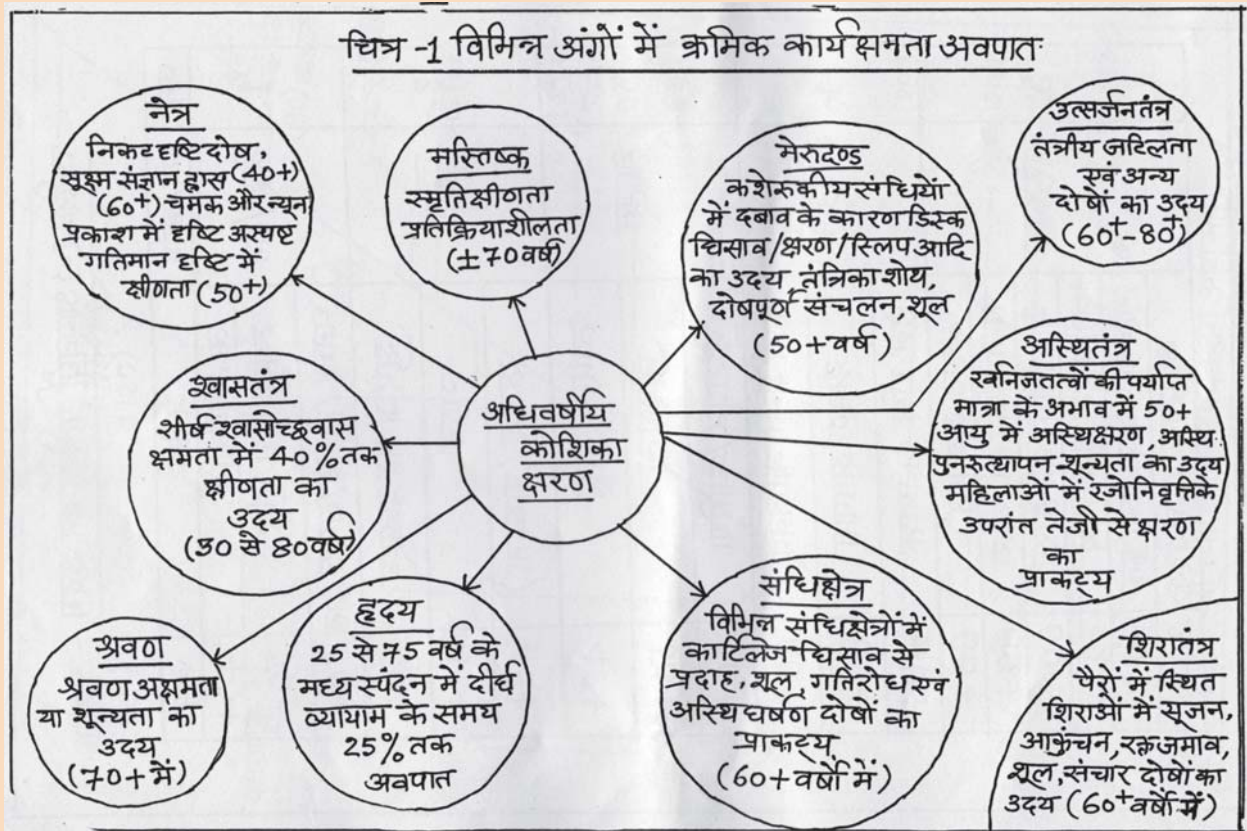 चित्र -1 विभिन्न अंगों में क्रमिक कार्यक्षमता अवपात
नेत्र
निकटदृष्टि दोष,
सूक्ष्म संज्ञान ह्रास (40+)
(60+) चमक और न्यून
प्रकाश में दृष्टि अस्पष्ट
गतिमान दृष्टि में
क्षीणता (50+)
मस्तिष्क
स्मृतिक्षीणता
प्रतिक्रियाशीलता
(±70 वर्ष)
मेरुदण्ड
कशेरुकीय संधियों
में दबाव के कारण डिस्क
घिसाव/क्षरण/स्लिप आदि
का उदय, तंत्रिका शोथ,
दोषपूर्ण संचलन, शूल
(50+ वर्ष)
उत्सर्जनतंत्र
तंत्रीय जटिलता
एवं अन्य
दोषों का उदय
(60+-80+)
श्वासतंत्र
शीर्ष श्वासोच्छवास
क्षमता में 40% तक
क्षीणता का
उदय
(30 से 80 वर्ष)
अधिवर्षीय
कोशिका
क्षरण
अस्थितंत्र
खनिजतत्वों की पर्याप्त
मात्रा के अभाव में 50+
आयु में अस्थिक्षरण, अस्थि
पुनरुत्थापन शून्यता का उदय
महिलाओं में रजोनिवृत्ति के
उपरांत तेजी से क्षरण
का
प्राकट्य
श्रवण
श्रवण अक्षमता
या शून्यता का
उदय
(70+ में)
हृदय
25 से 75 वर्ष के
मध्य स्पंदन में दीर्घ
व्यायाम के समय
25% तक
अवपात
संधिक्षेत्र
विभिन्न संधिक्षेत्रों में
कार्टिलेज घिसाव से
प्रदाह, शूल, गतिरोध एवं
अस्थि घर्षण दोषों का
प्राकट्य
(60+ वर्षों में)
शिरातंत्र
पैरों में स्थित
शिराओं में सूजन,
आकुंचन, रक्तजमाव,
शूल, संचार दोषों का
उदय (60+ वर्षों में)